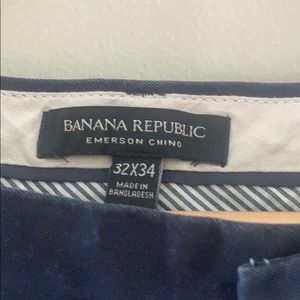 BANANA REPUBLIC
EMERSON CHINO
32X34
MADE IN
BANGLADESH